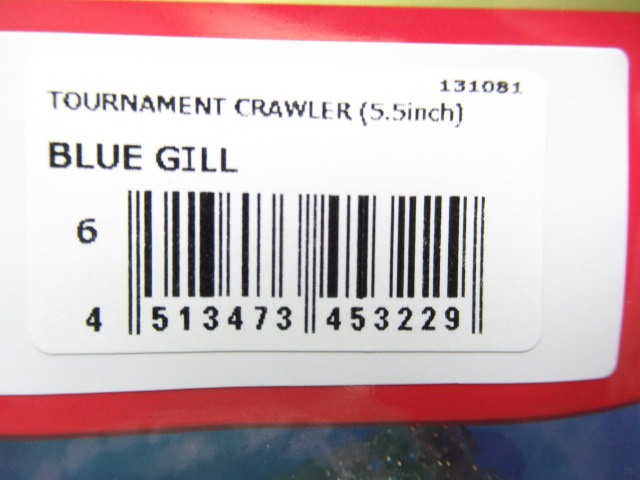 131081
TOURNAMENT CRAWLER (5.5inch)
BLUE GILL
6
4 513473 453229